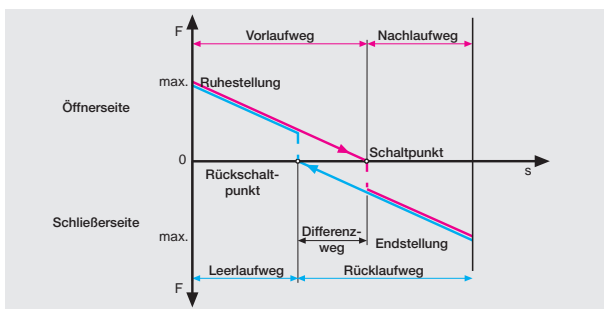 F
Vorlaufweg
Nachlaufweg
max.
Ruhestellung
Öffnerseite
Schaltpunkt
0
s
Rückschalt-
punkt
Schließerseite
Differenz-
weg
max.
Endstellung
Leerlaufweg
Rücklaufweg
F